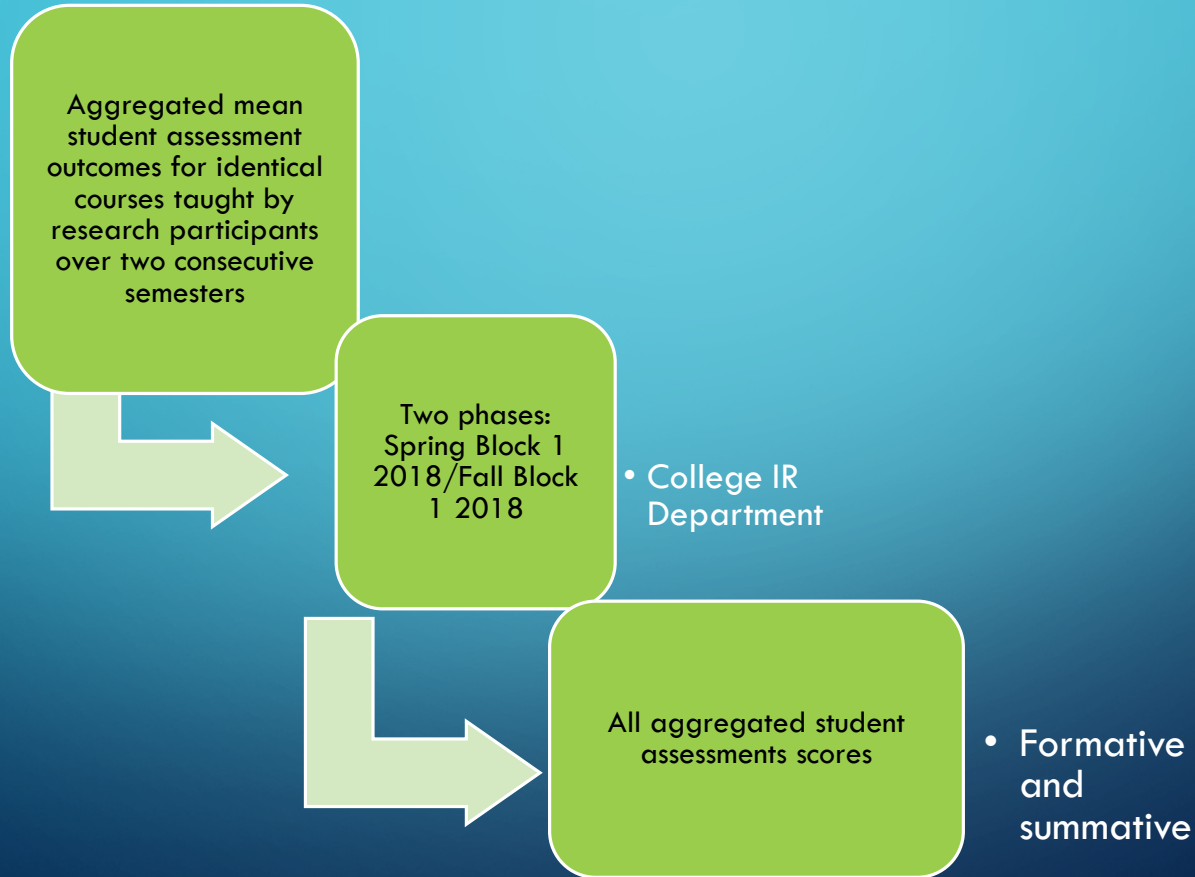 Aggregated mean
student assessment
outcomes for identical
courses taught by
research participants
over two consecutive
semesters
Two phases:
Spring Block 1
2018/Fall Block
1 2018
• College IR
Department
All aggregated student
assessments scores
• Formative
and
summative